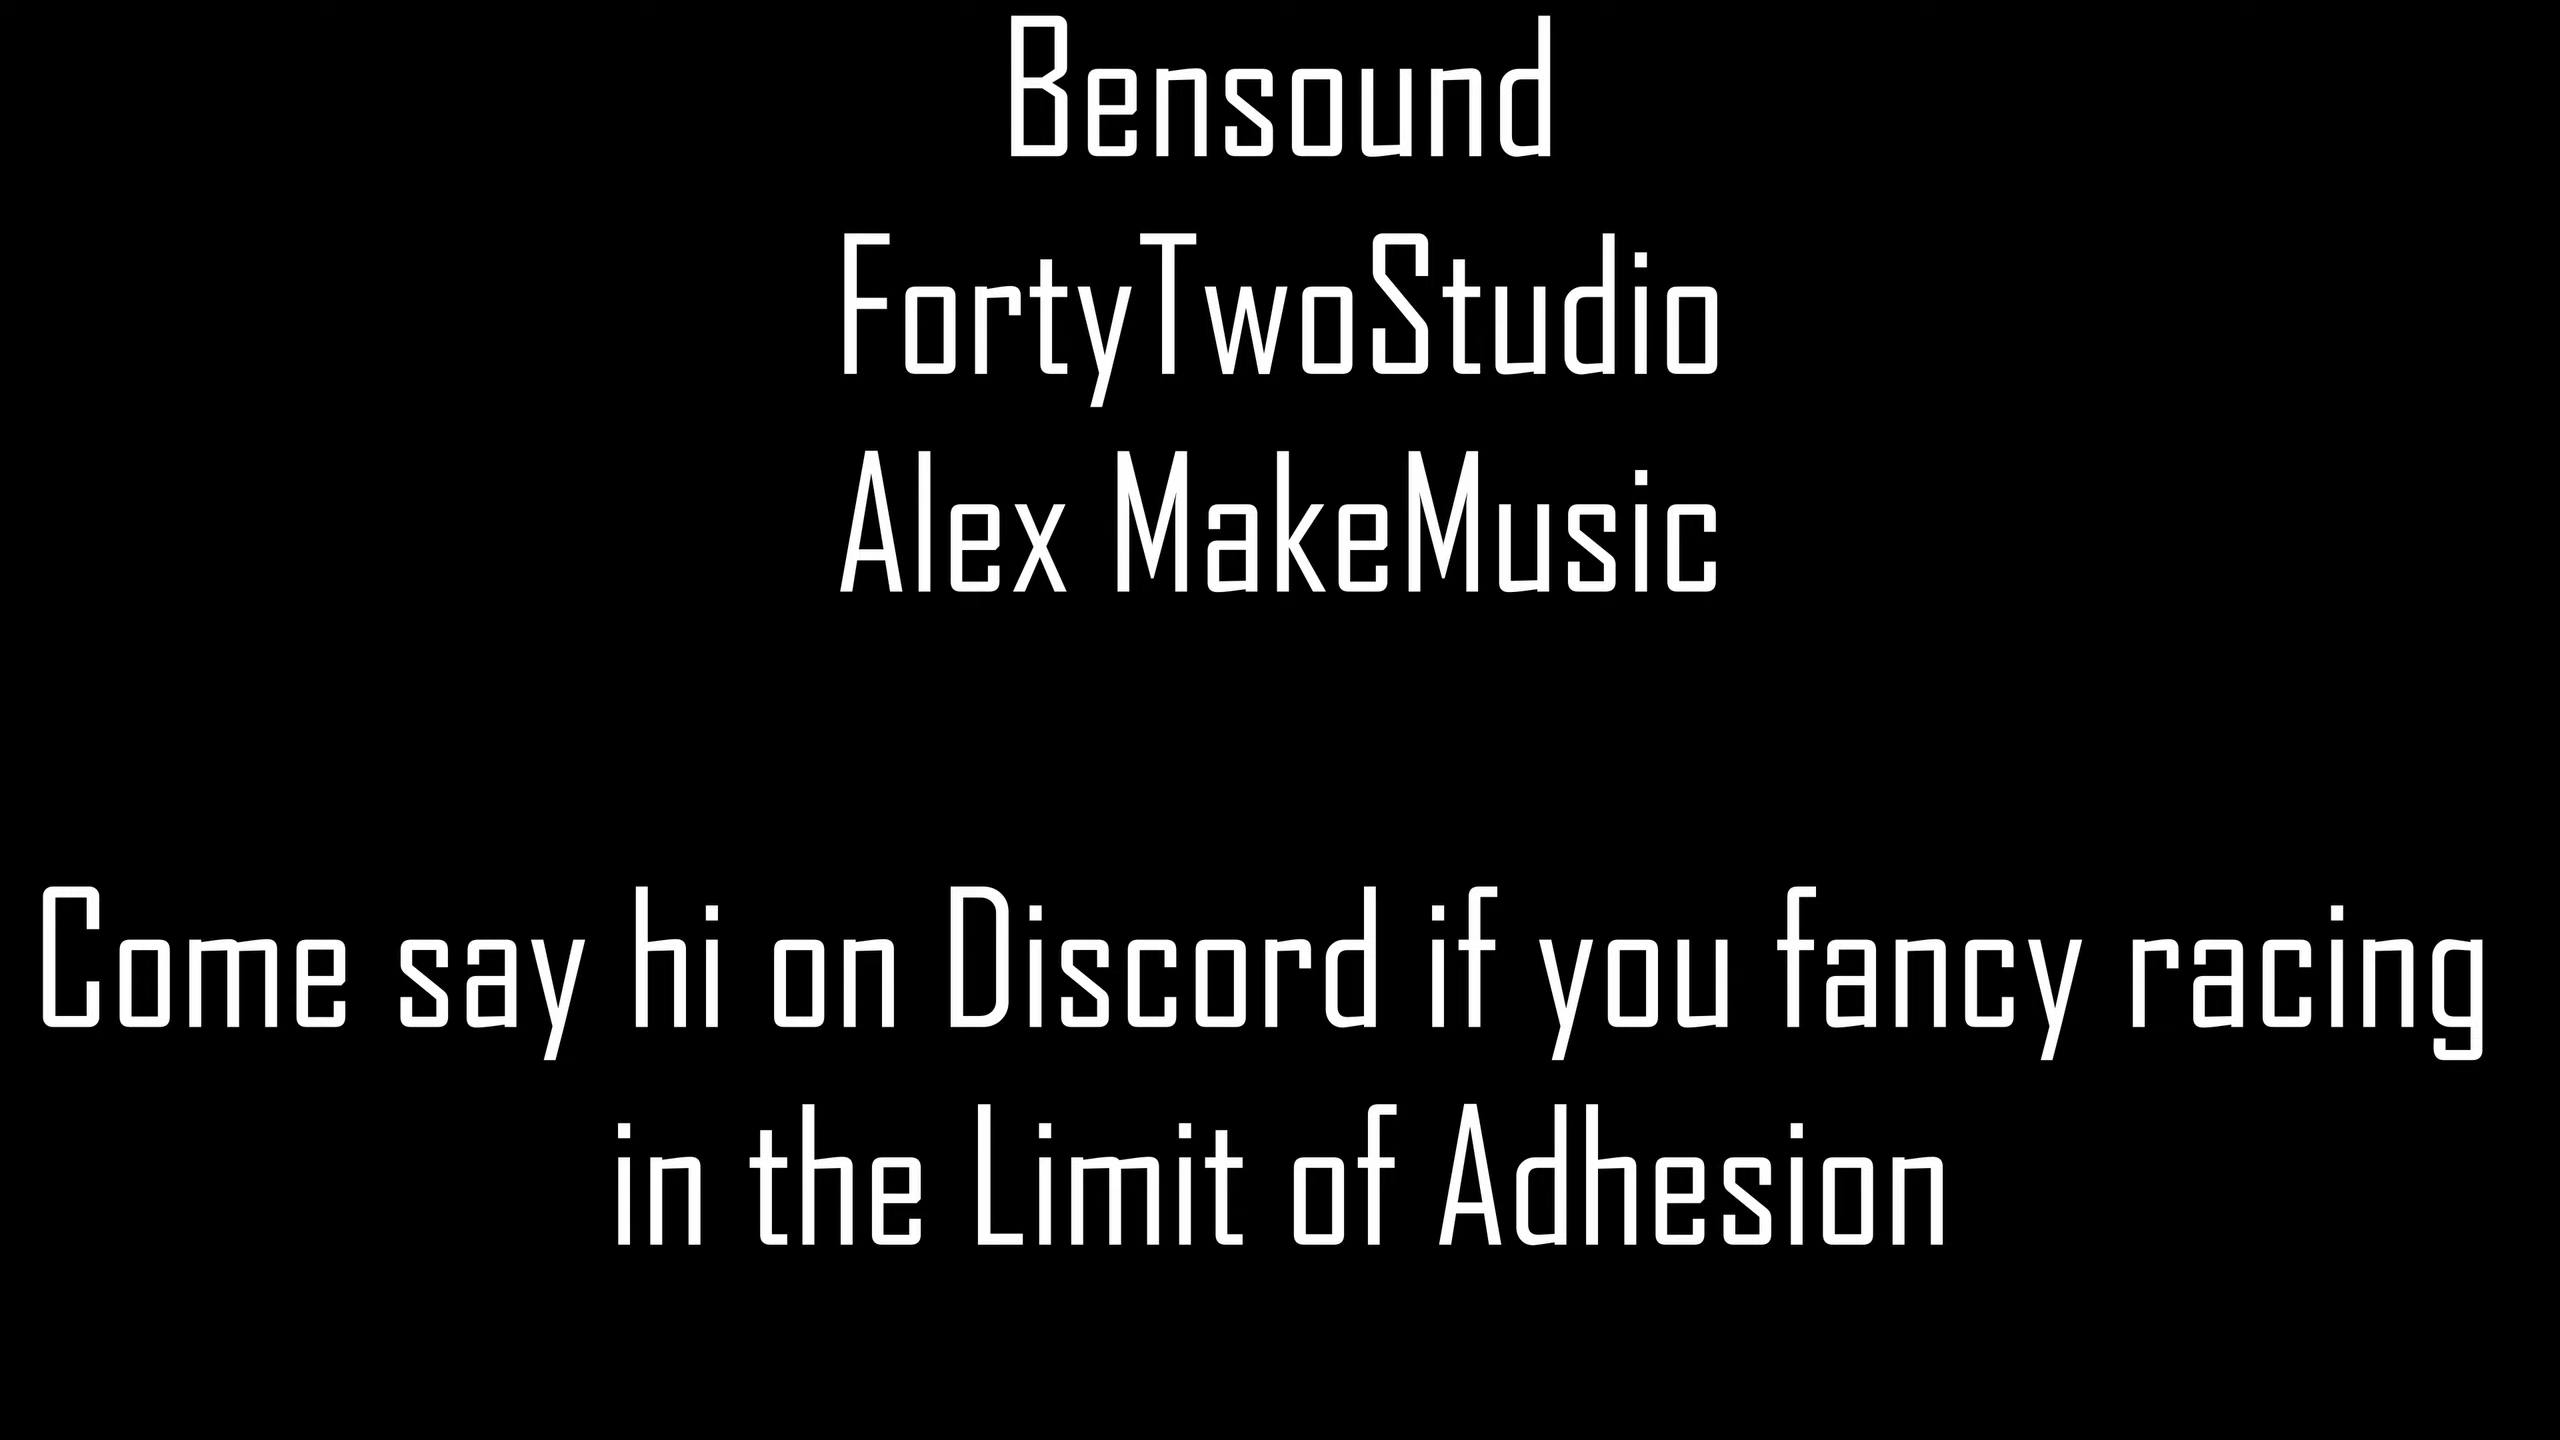 Bensound
FortyTwoStudio
Alex MakeMusic
Come say hi on Discord if you fancy racing
in the Limit of Adhesion